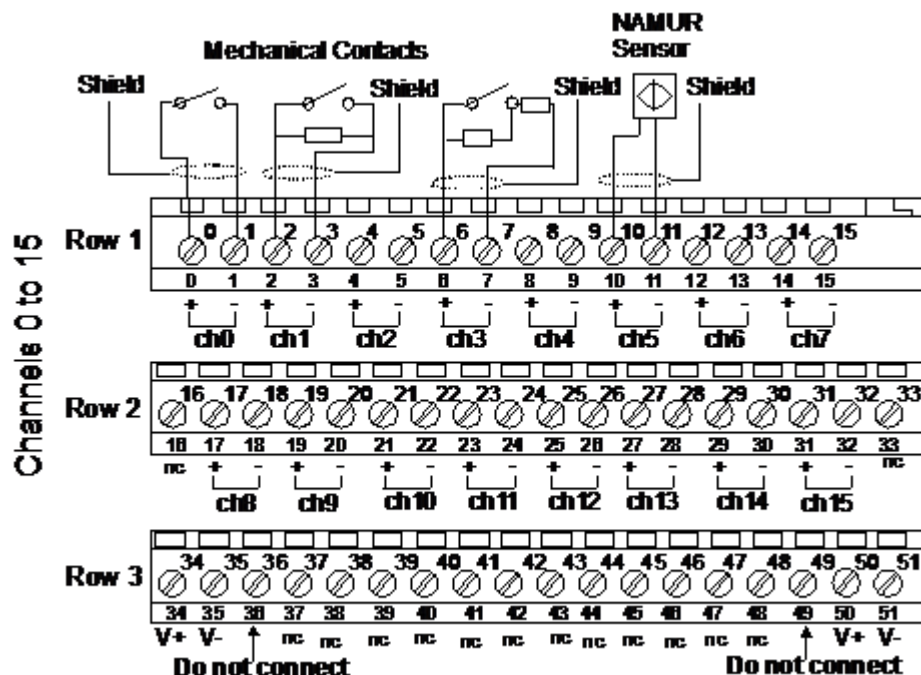 NAMUR
Sensor
Mechanical Contacts
Shield
Shield
Shield
Shield
Channels 0 to 15
Row 1
0 1 2 3 4 5 6 7 8 9 10 11 12 13 14 15
0 1 2 3 4 5 6 7 8 9 10 11 12 13 14 15
+ - + - + - + - + - + - + - + -
ch0 ch1 ch2 ch3 ch4 ch5 ch6 ch7
Row 2
16 17 18 19 20 21 22 23 24 25 26 27 28 29 30 31 32 33
16 17 18 19 20 21 22 23 24 25 26 27 28 29 30 31 32 33
nc + - + - + - + - + - + - + - + - nc
ch8 ch9 ch10 ch11 ch12 ch13 ch14 ch15
Row 3
34 35 36 37 38 39 40 41 42 43 44 45 46 47 48 49 50 51
34 35 36 37 38 39 40 41 42 43 44 45 46 47 48 49 50 51
V+ V- nc nc nc nc nc nc nc nc nc nc nc nc V+ V-
Do not connect
Do not connect